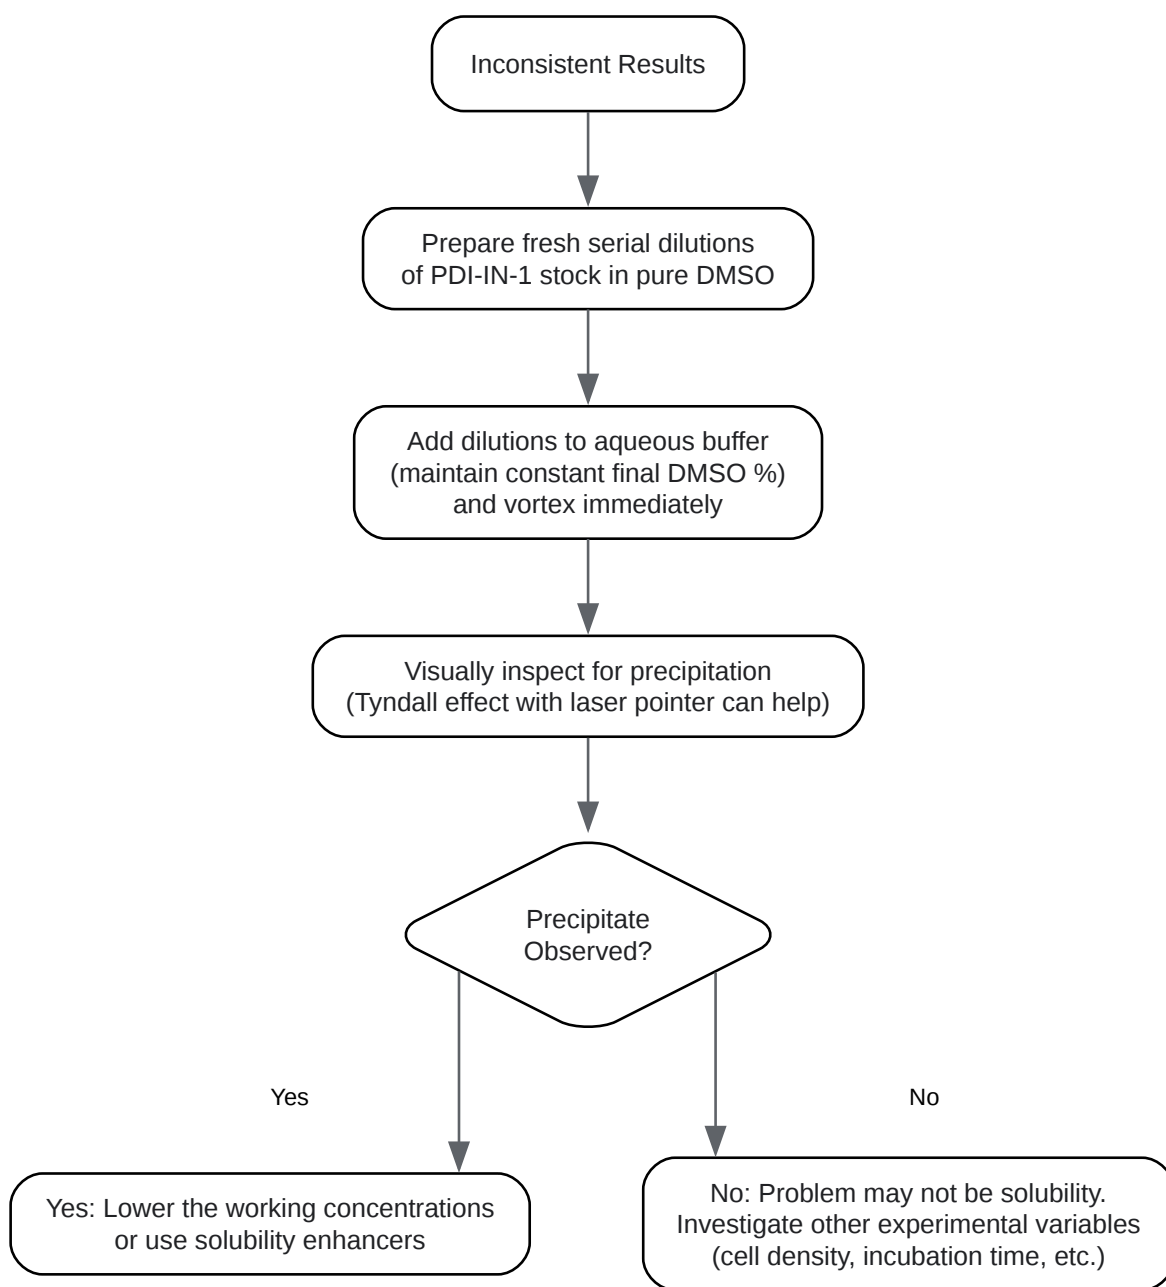 Inconsistent Results
Prepare fresh serial dilutions
of PDI-IN-1 stock in pure DMSO
Add dilutions to aqueous buffer
(maintain constant final DMSO %)
and vortex immediately
Visually inspect for precipitation
(Tyndall effect with laser pointer can help)
Precipitate
Observed?
Yes
No
Yes: Lower the working concentrations
or use solubility enhancers
No: Problem may not be solubility.
Investigate other experimental variables
(cell density, incubation time, etc.)